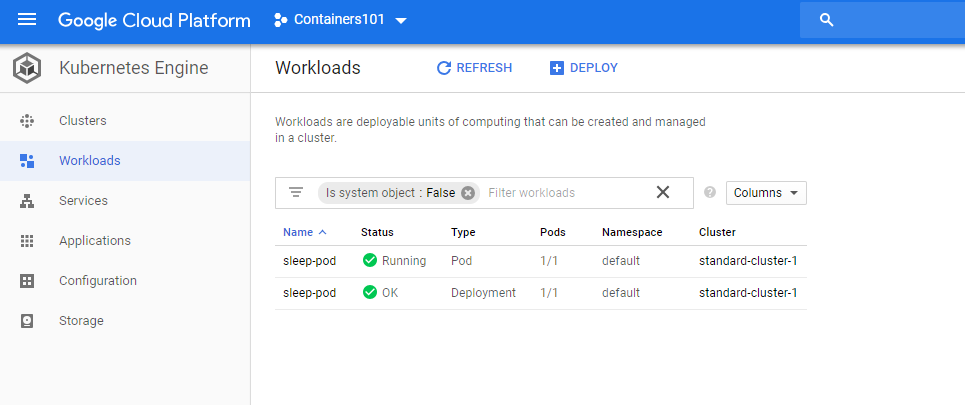 Google Cloud Platform Containers101
Kubernetes Engine Workloads REFRESH DEPLOY
Clusters
Workloads
Services
Applications
Configuration
Storage
Workloads are deployable units of computing that can be created and managed
in a cluster.
Is system object : False Filter workloads Columns
Name Status Type Pods Namespace Cluster
sleep-pod Running Pod 1/1 default standard-cluster-1
sleep-pod OK Deployment 1/1 default standard-cluster-1